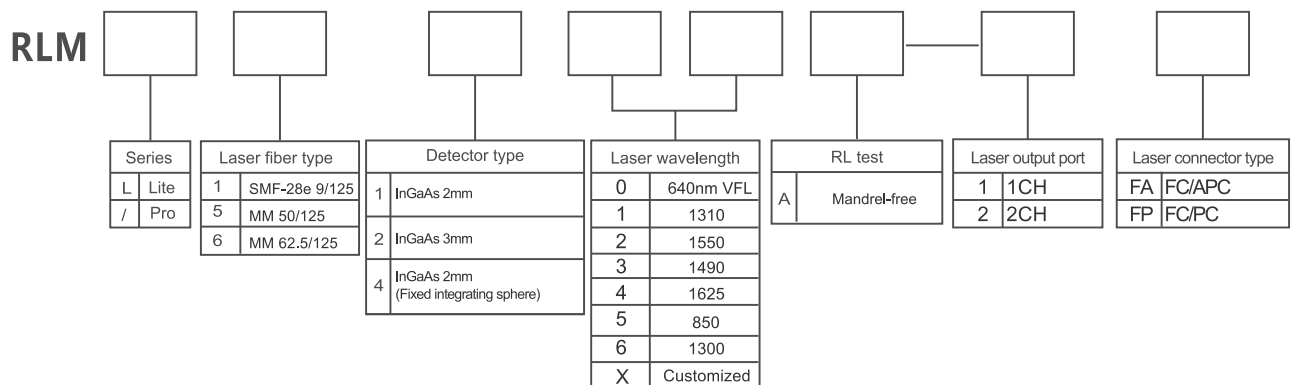 RLM
Series
L Lite
/ Pro
Laser fiber type
1 SMF-28e 9/125
5 MM 50/125
6 MM 62.5/125
Detector type
1 InGaAs 2mm
2 InGaAs 3mm
4 InGaAs 2mm
(Fixed integrating sphere)
Laser wavelength
0 640nm VFL
1 1310
2 1550
3 1490
4 1625
5 850
6 1300
X Customized
RL test
A Mandrel-free
Laser output port
1 1CH
2 2CH
Laser connector type
FA FC/APC
FP FC/PC